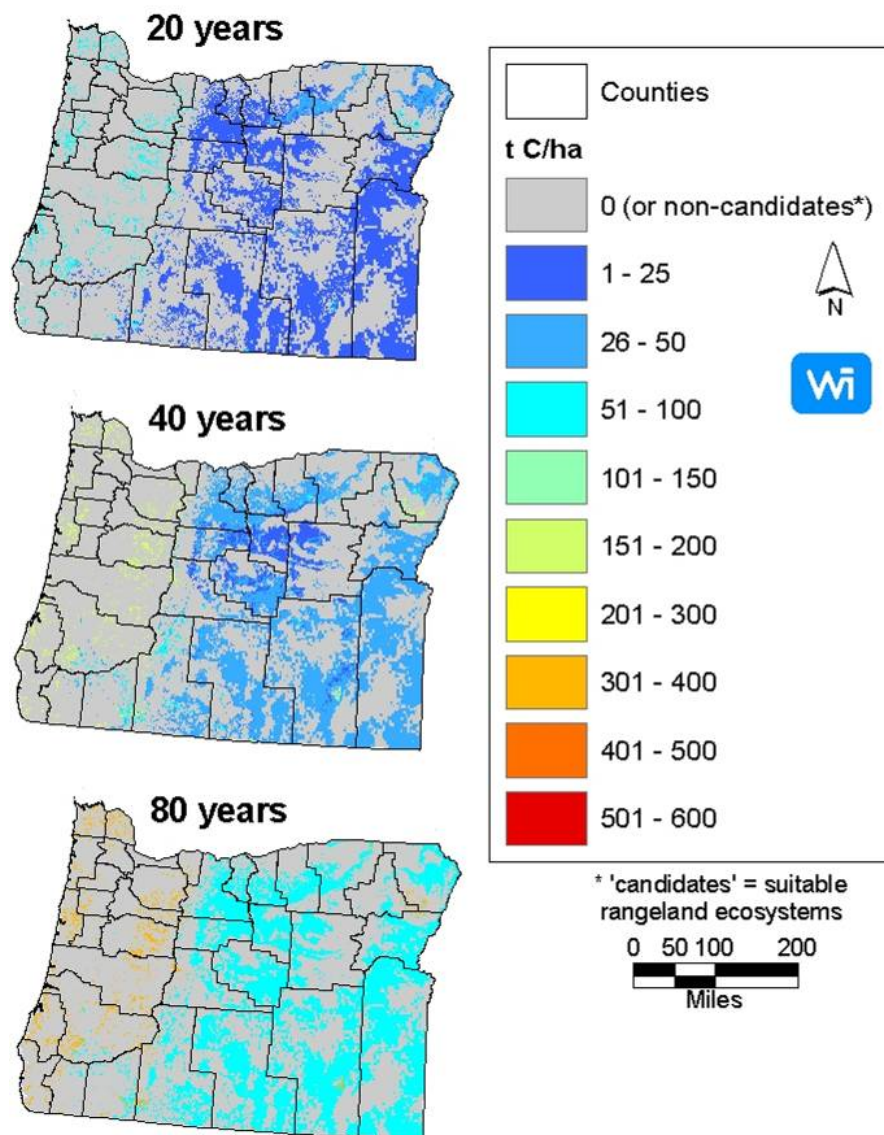 20 years
40 years
80 years
Counties
t C/ha
0 (or non-candidates*)
1 - 25
26 - 50
51 - 100
101 - 150
151 - 200
201 - 300
301 - 400
401 - 500
501 - 600
N
Wi
* 'candidates' = suitable
rangeland ecosystems
0 50 100 200
Miles